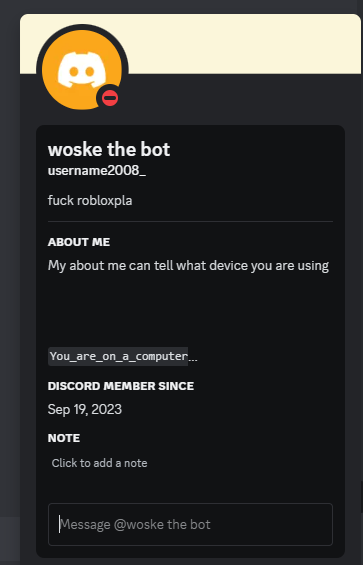 woske the bot
username2008_
fuck robloxpla
ABOUT ME
My about me can tell what device you are using
You_are_on_a_computer...
DISCORD MEMBER SINCE
Sep 19, 2023
NOTE
Click to add a note
Message @woske the bot